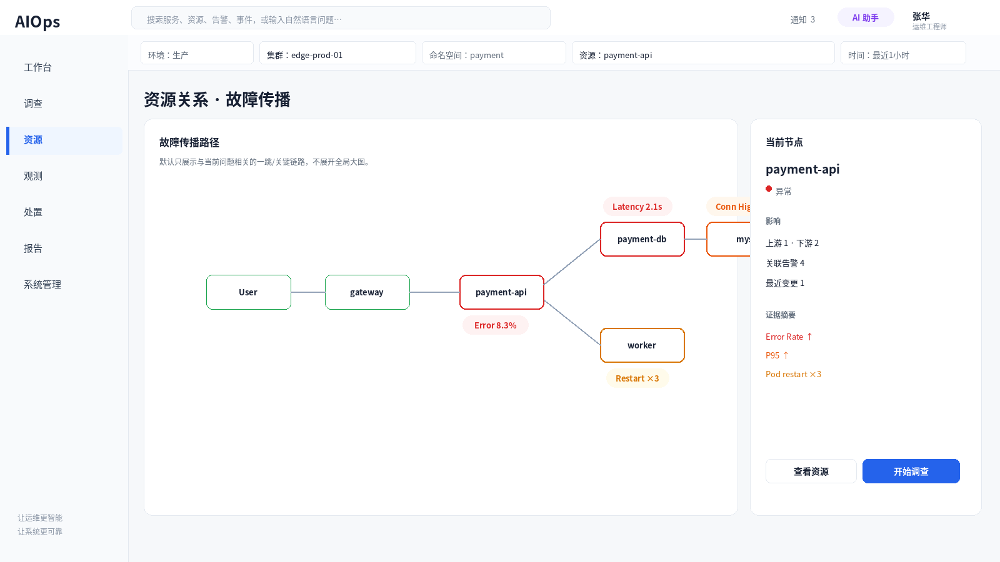 AIOps
搜索服务、资源、告警、事件，或输入自然语言问题…
通知 3
AI 助手
张华
运维工程师
环境：生产
集群：edge-prod-01
命名空间：payment
资源：payment-api
时间：最近1小时
工作台
调查
资源
观测
处置
报告
系统管理
让运维更智能
让系统更可靠
资源关系 · 故障传播
故障传播路径
默认只展示与当前问题相关的一跳/关键链路，不展开全局大图。
Latency 2.1s
Conn Hig
payment-db
mys
User
gateway
payment-api
Error 8.3%
worker
Restart ×3
当前节点
payment-api
异常
影响
上游 1 · 下游 2
关联告警 4
最近变更 1
证据摘要
Error Rate ↑
P95 ↑
Pod restart ×3
查看资源
开始调查